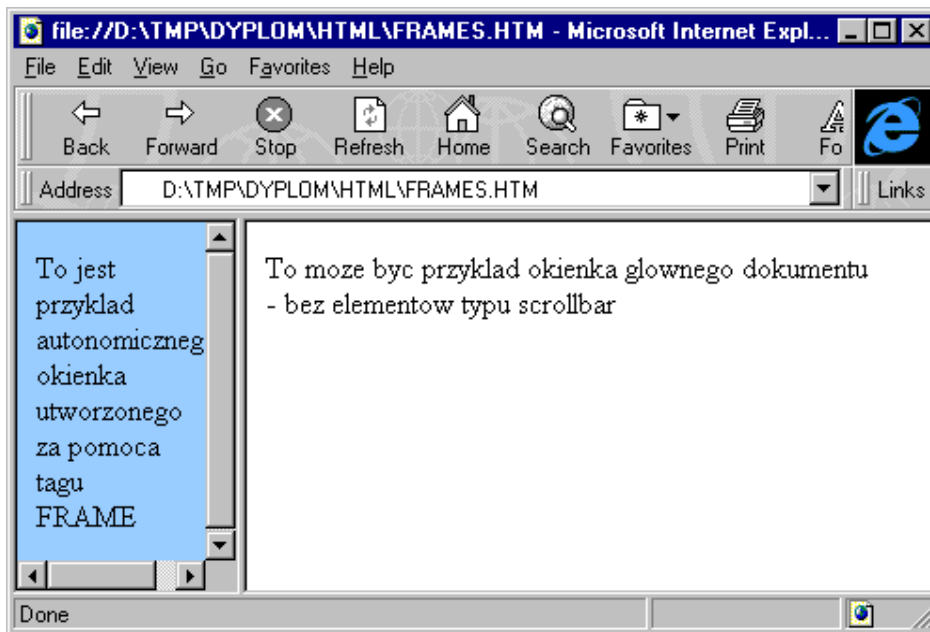 file://D:\TMP\DYPLOM\HTML\FRAMES.HTM - Microsoft Internet Expl...
File Edit View Go Favorites Help
Back Forward Stop Refresh Home Search Favorites Print Fo
Address D:\TMP\DYPLOM\HTML\FRAMES.HTM Links
To jest
przyklad
autonomiczneg
okienka
utworzonego
za pomoca
tagu
FRAME
To moze byc przyklad okienka glownego dokumentu
- bez elementow typu scrollbar
Done